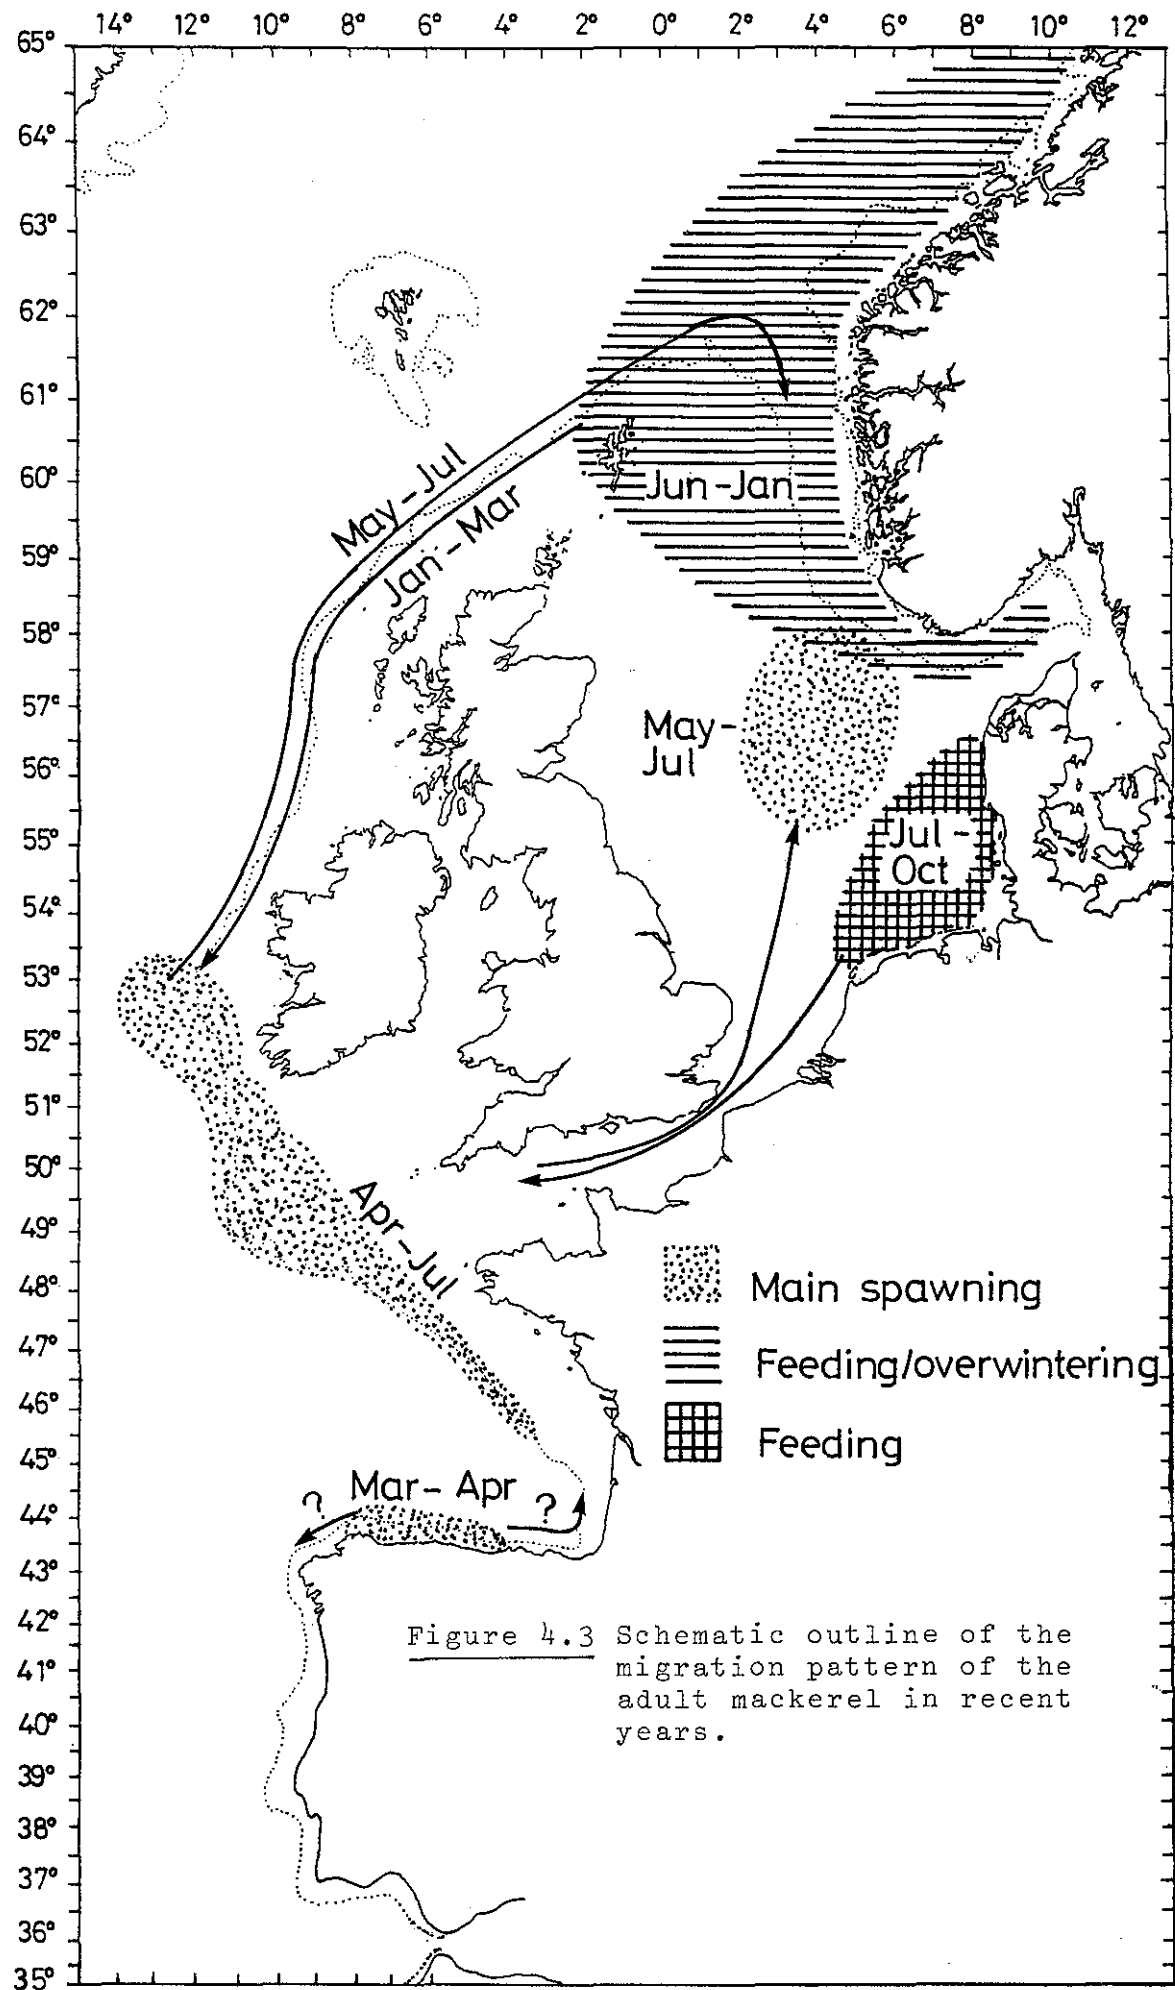 14° 12° 10° 8° 6° 4° 2° 0° 2° 4° 6° 8° 10° 12°
65°
64°
63°
62°
61°
60°
59°
58°
57°
56°
55°
54°
53°
52°
51°
50°
49°
48°
47°
46°
45°
44°
43°
42°
41°
40°
39°
38°
37°
36°
35°
May-Jul
Jan-Mar
Jun-Jan
May-
Jul
Jul-
Oct
Apr-Jul
Main spawning
Feeding/overwintering
Feeding
Mar-Apr
?
?
Figure 4.3 Schematic outline of the
migration pattern of the
adult mackerel in recent
years.